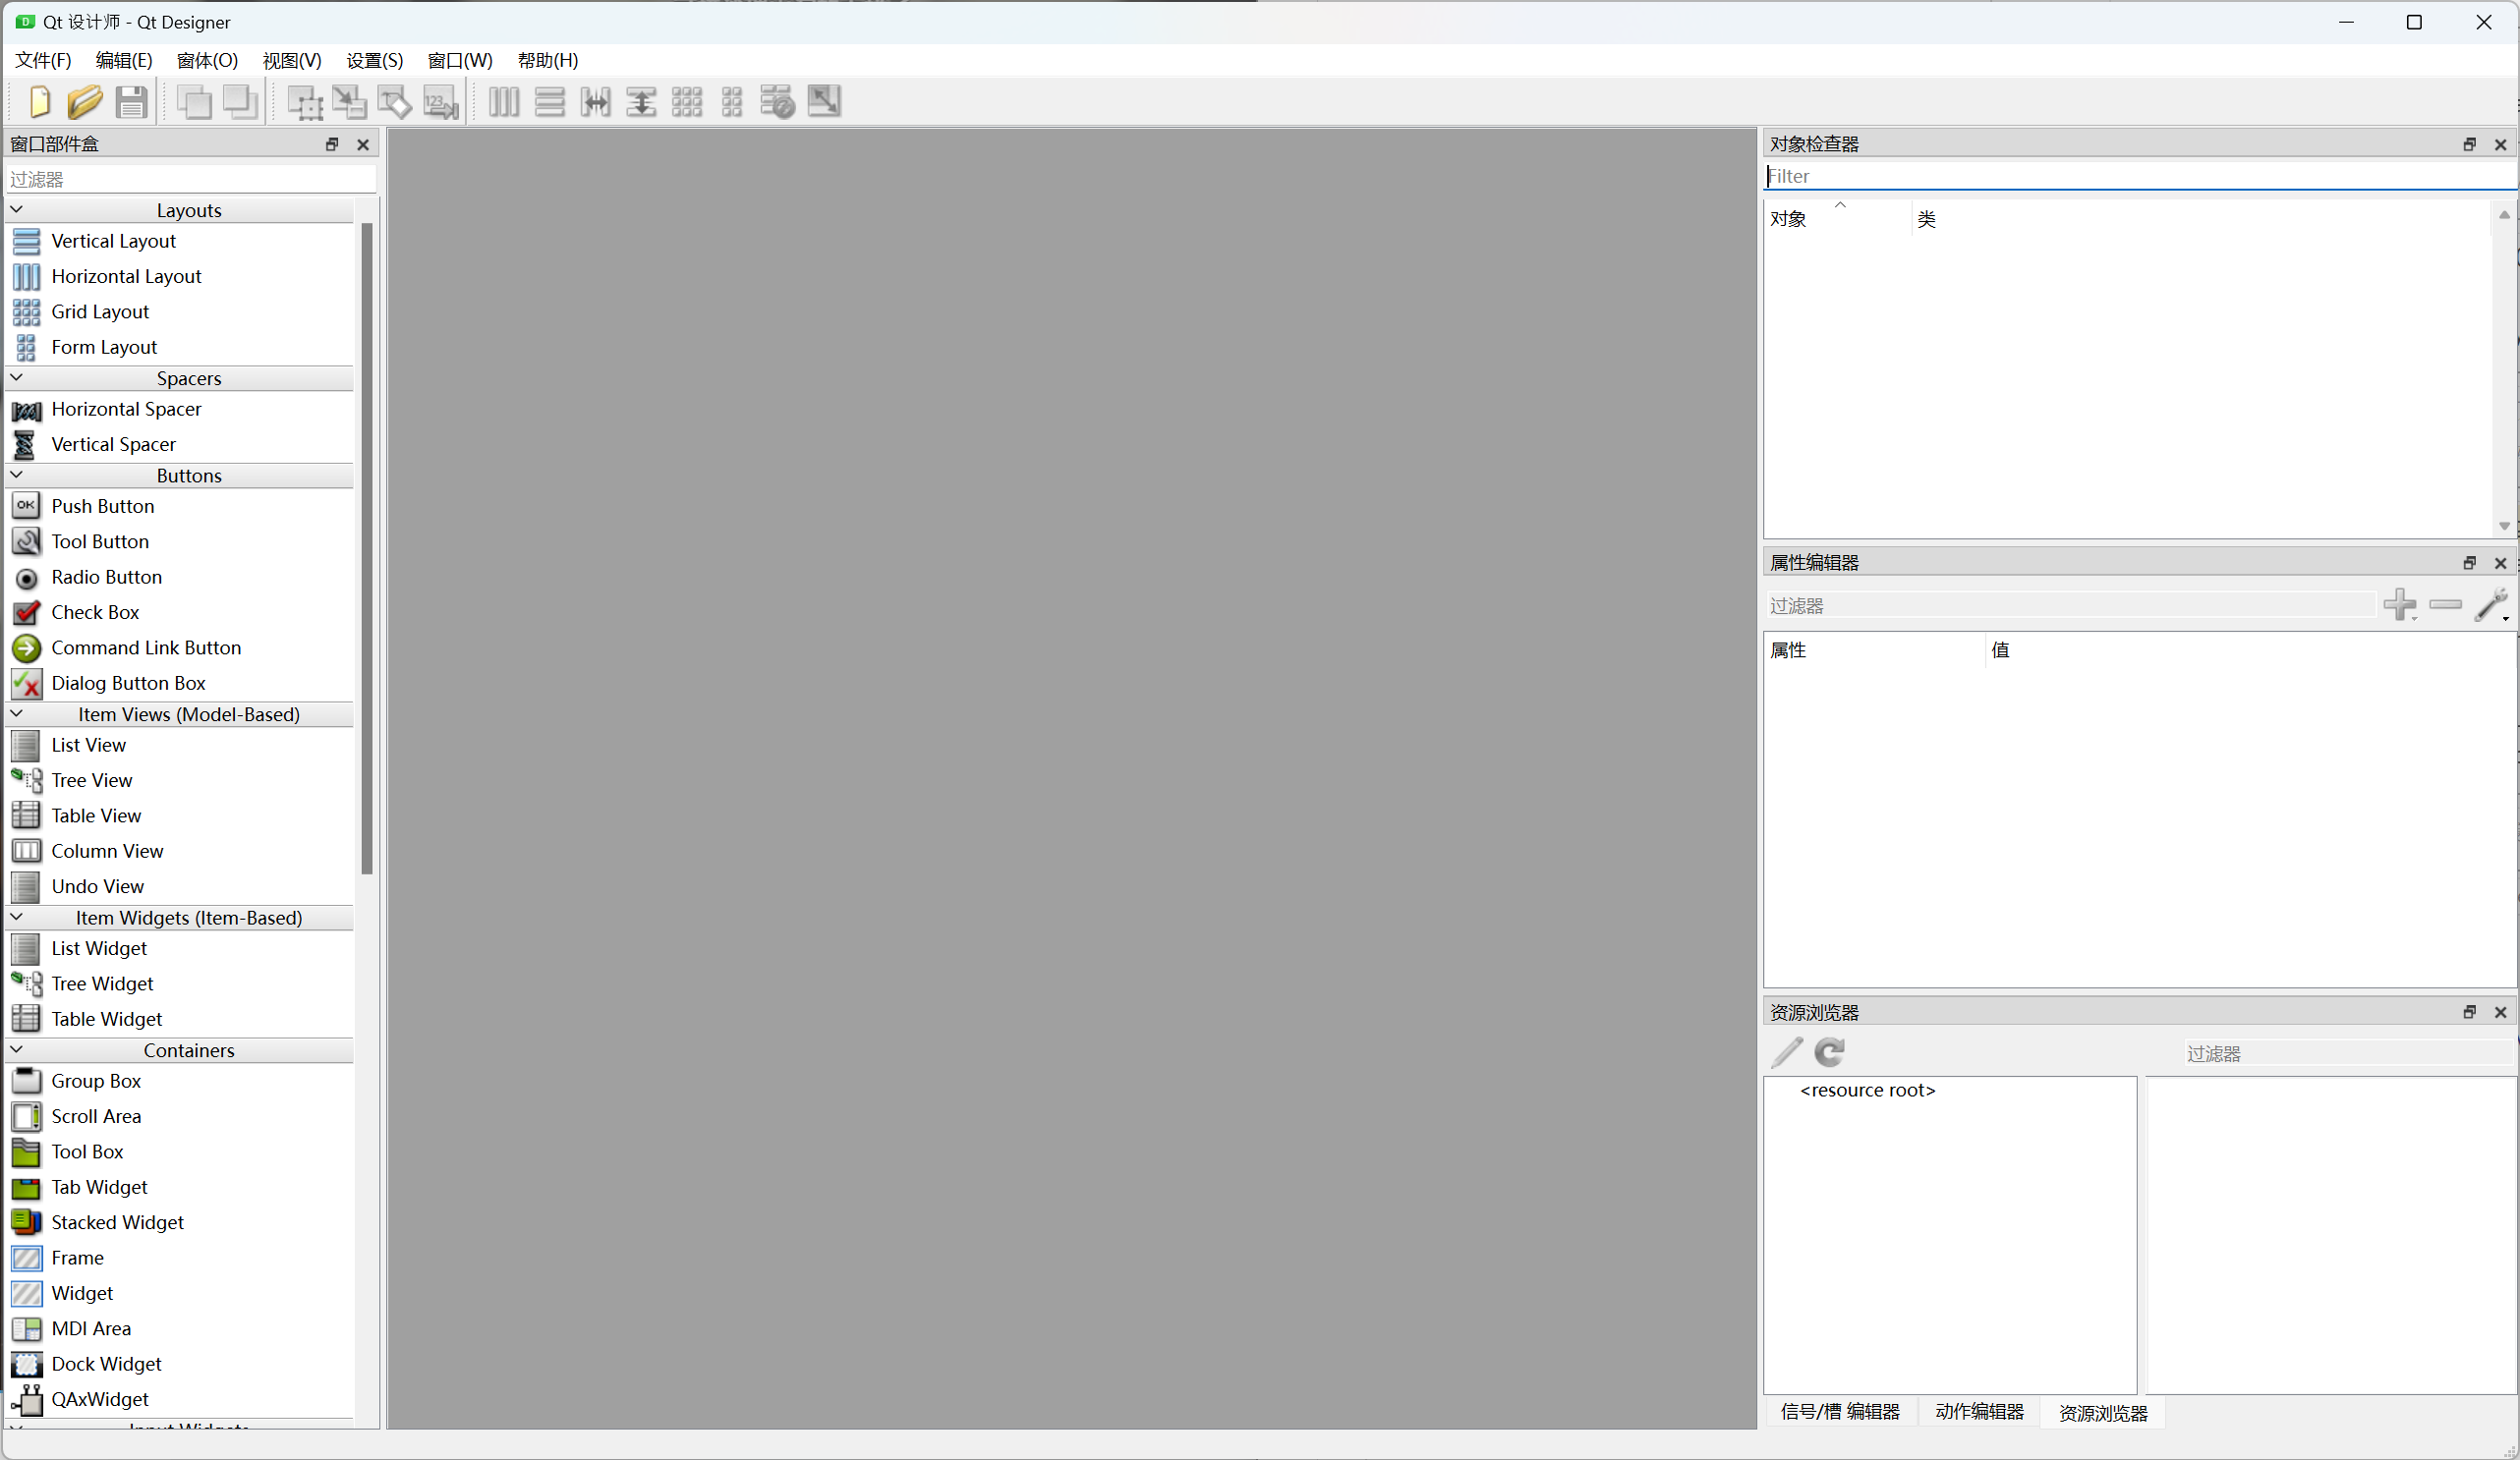 Qt 设计师 - Qt Designer
文件(F) 编辑(E) 窗体(O) 视图(V) 设置(S) 窗口(W) 帮助(H)
窗口部件盒
过滤器
Layouts
Vertical Layout
Horizontal Layout
Grid Layout
Form Layout
Spacers
Horizontal Spacer
Vertical Spacer
Buttons
OK Push Button
Tool Button
Radio Button
Check Box
Command Link Button
Dialog Button Box
Item Views (Model-Based)
List View
Tree View
Table View
Column View
Undo View
Item Widgets (Item-Based)
List Widget
Tree Widget
Table Widget
Containers
Group Box
Scroll Area
Tool Box
Tab Widget
Stacked Widget
Frame
Widget
MDI Area
Dock Widget
QAxWidget
Input Widgets
对象检查器
Filter
对象 类
属性编辑器
过滤器
属性 值
资源浏览器
过滤器
<resource root>
信号/槽 编辑器 动作编辑器 资源浏览器